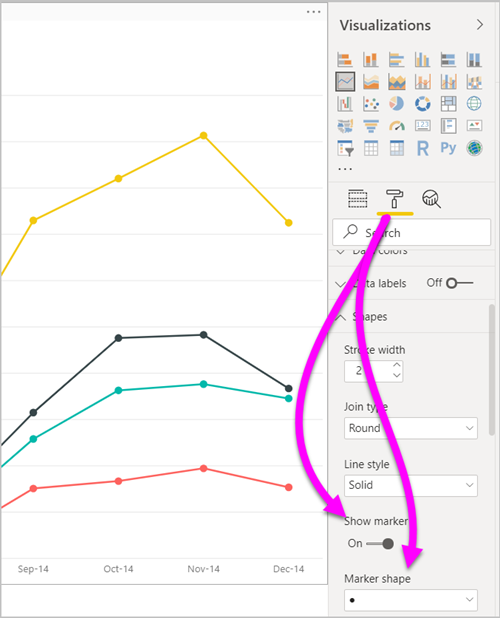 Visualizations
123
R
Py
Search
Data colors
Data labels Off
Shapes
Stroke width
2
Join type
Round
Line style
Solid
Show marker
On
Marker shape
Sep-14 Oct-14 Nov-14 Dec-14